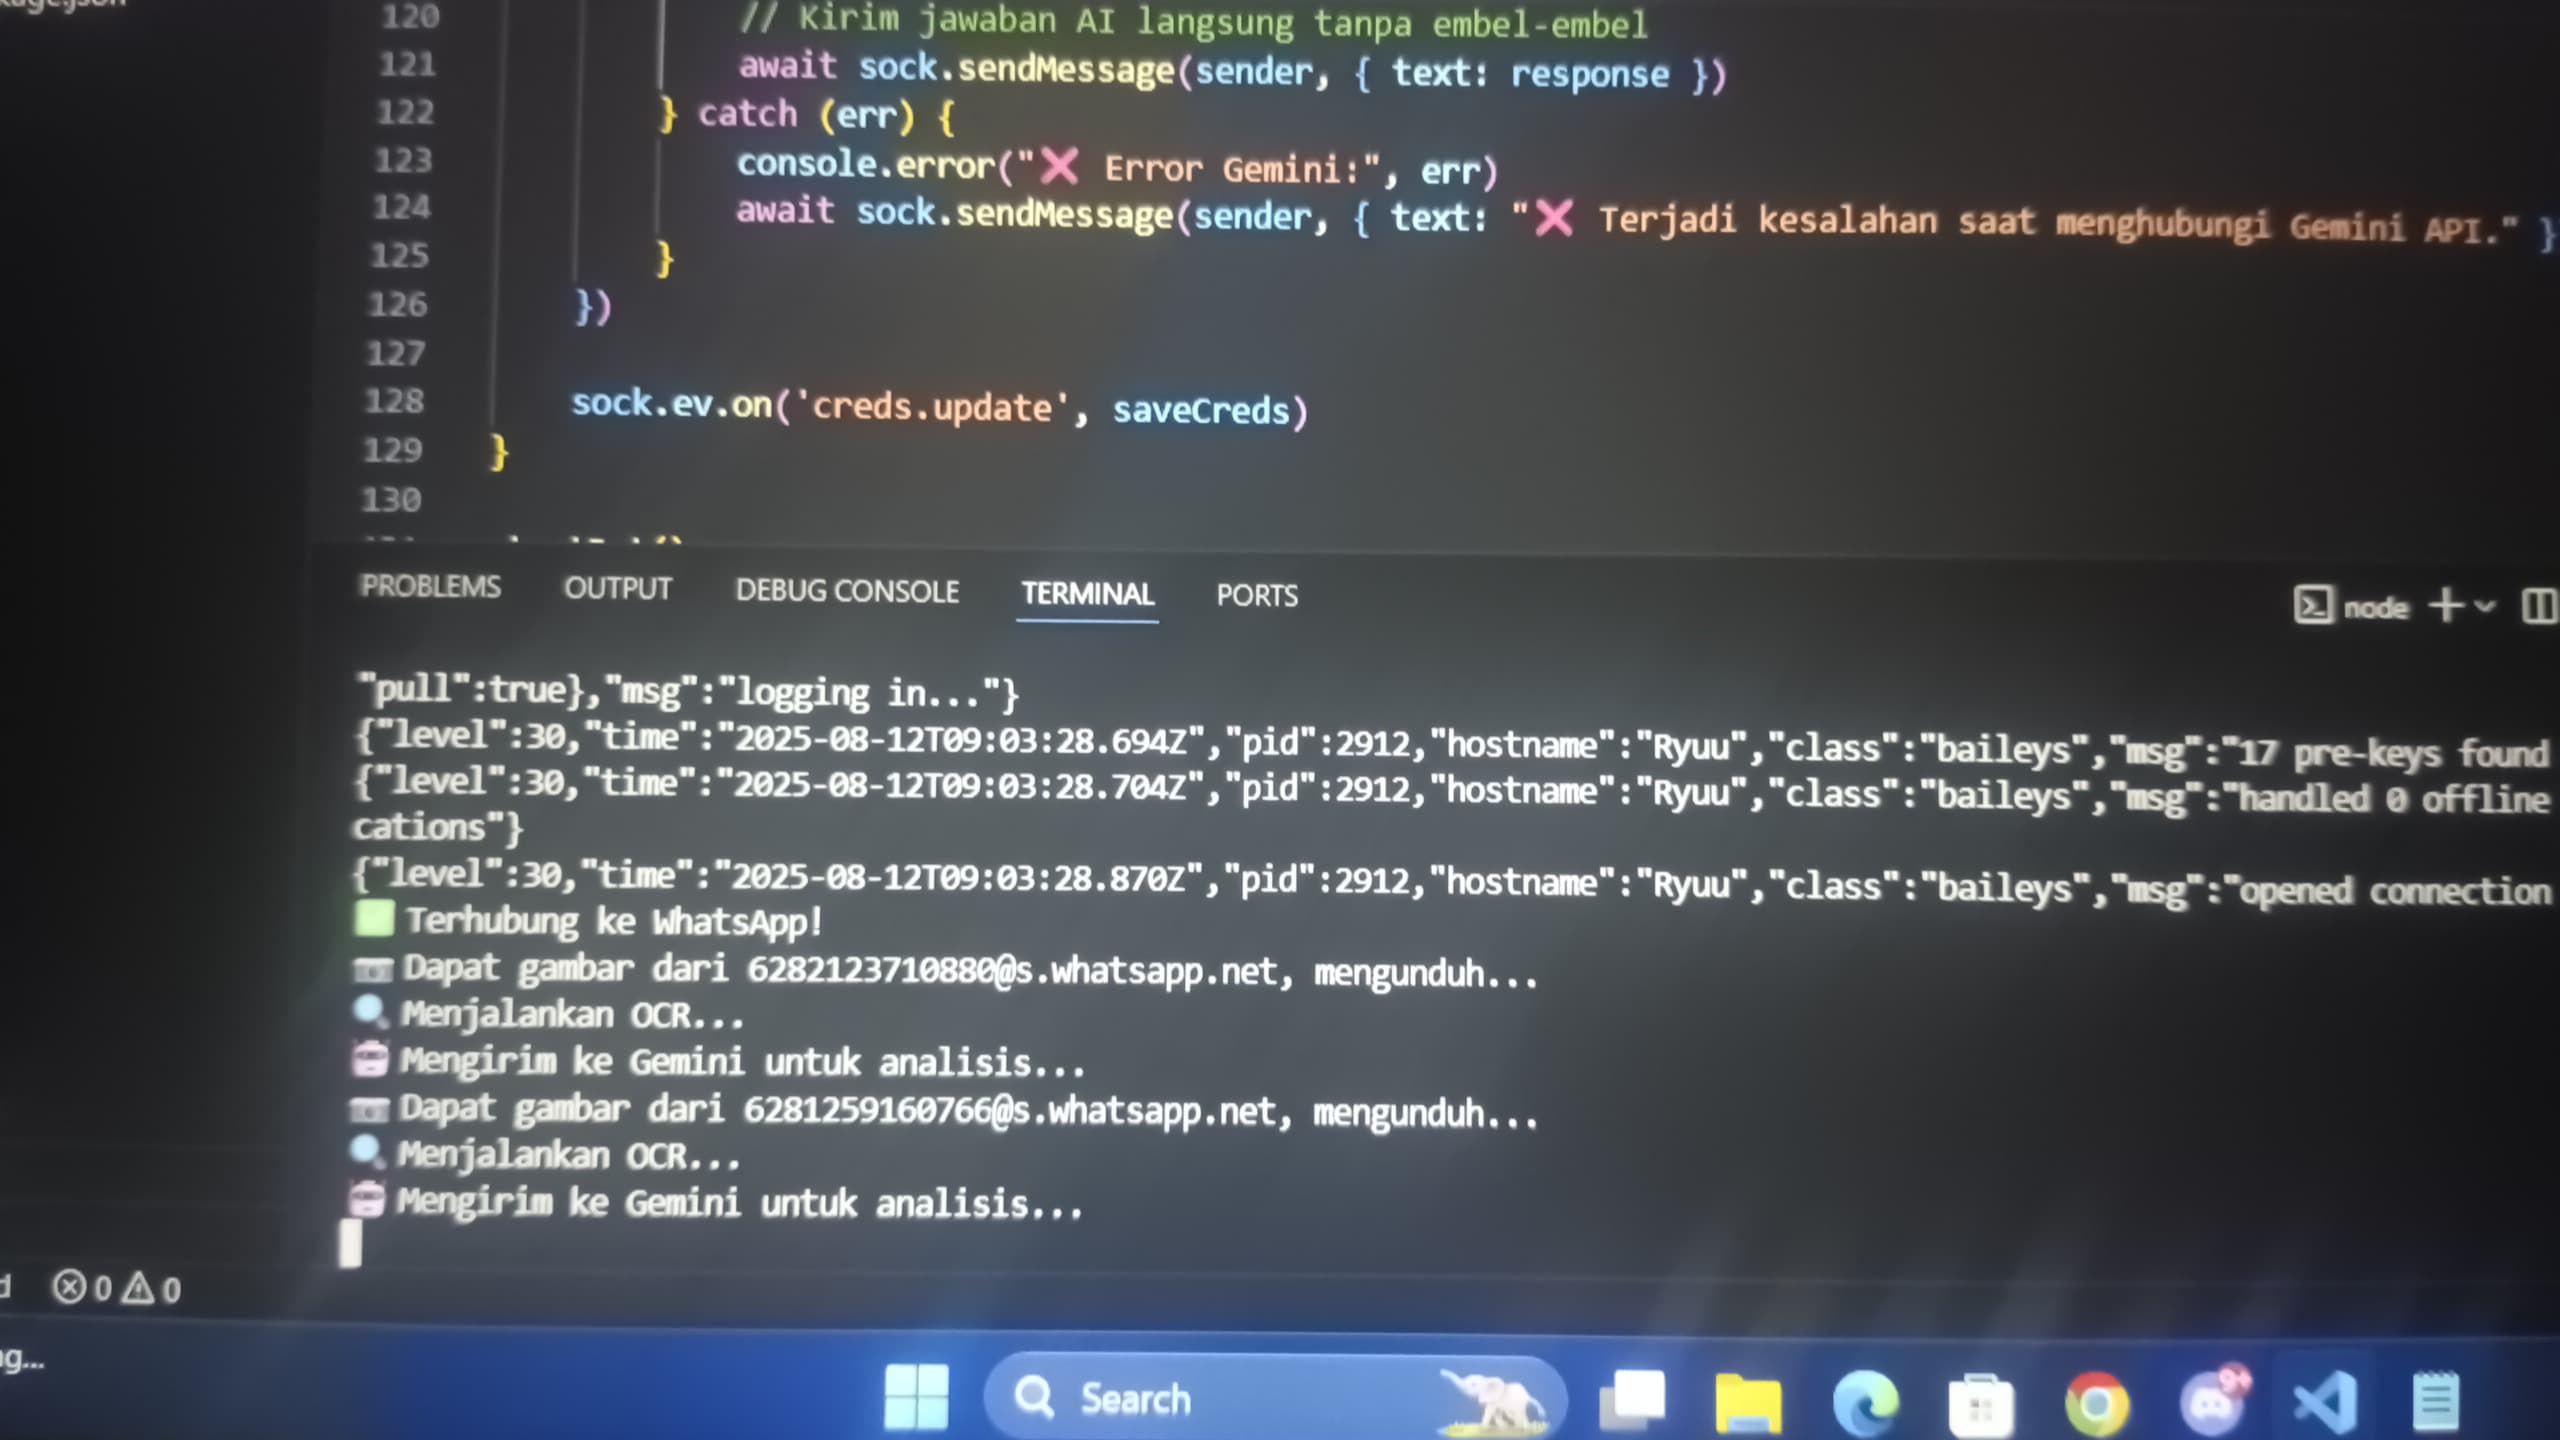 120 // Kirim jawaban AI langsung tanpa embel-embel
121 await sock.sendMessage(sender, { text: response })
122 } catch (err) {
123 console.error("❌ Error Gemini:", err)
124 await sock.sendMessage(sender, { text: "❌ Terjadi kesalahan saat menghubungi Gemini API." }
125 }
126 })
127
128 sock.ev.on('creds.update', saveCreds)
129 }
130
PROBLEMS OUTPUT DEBUG CONSOLE TERMINAL PORTS
node
"pull":true},"msg":"logging in..."}
{"level":30,"time":"2025-08-12T09:03:28.694Z","pid":2912,"hostname":"Ryuu","class":"baileys","msg":"17 pre-keys found
{"level":30,"time":"2025-08-12T09:03:28.704Z","pid":2912,"hostname":"Ryuu","class":"baileys","msg":"handled 0 offline
cations"}
{"level":30,"time":"2025-08-12T09:03:28.870Z","pid":2912,"hostname":"Ryuu","class":"baileys","msg":"opened connection
Terhubung ke WhatsApp!
Dapat gambar dari 6282123710880@s.whatsapp.net, mengunduh...
Menjalankan OCR...
Mengirim ke Gemini untuk analisis...
Dapat gambar dari 6281259160766@s.whatsapp.net, mengunduh...
Menjalankan OCR...
Mengirim ke Gemini untuk analisis...
0 0
Search
9+